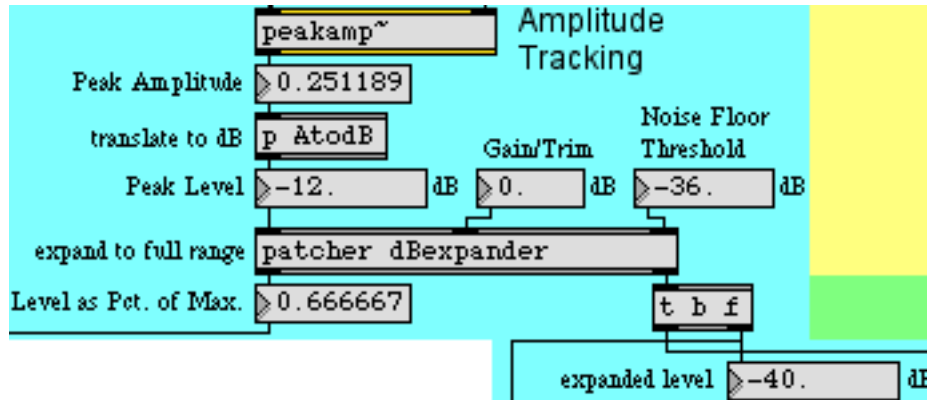 peakamp~
Amplitude
Tracking
Peak Amplitude 0.251189
translate to dB p AtodB
Gain/Trim
Noise Floor
Threshold
Peak Level -12. dB 0. dB -36. dB
expand to full range patcher dBexpander
Level as Pct. of Max. 0.666667
t b f
expanded level -40. dB